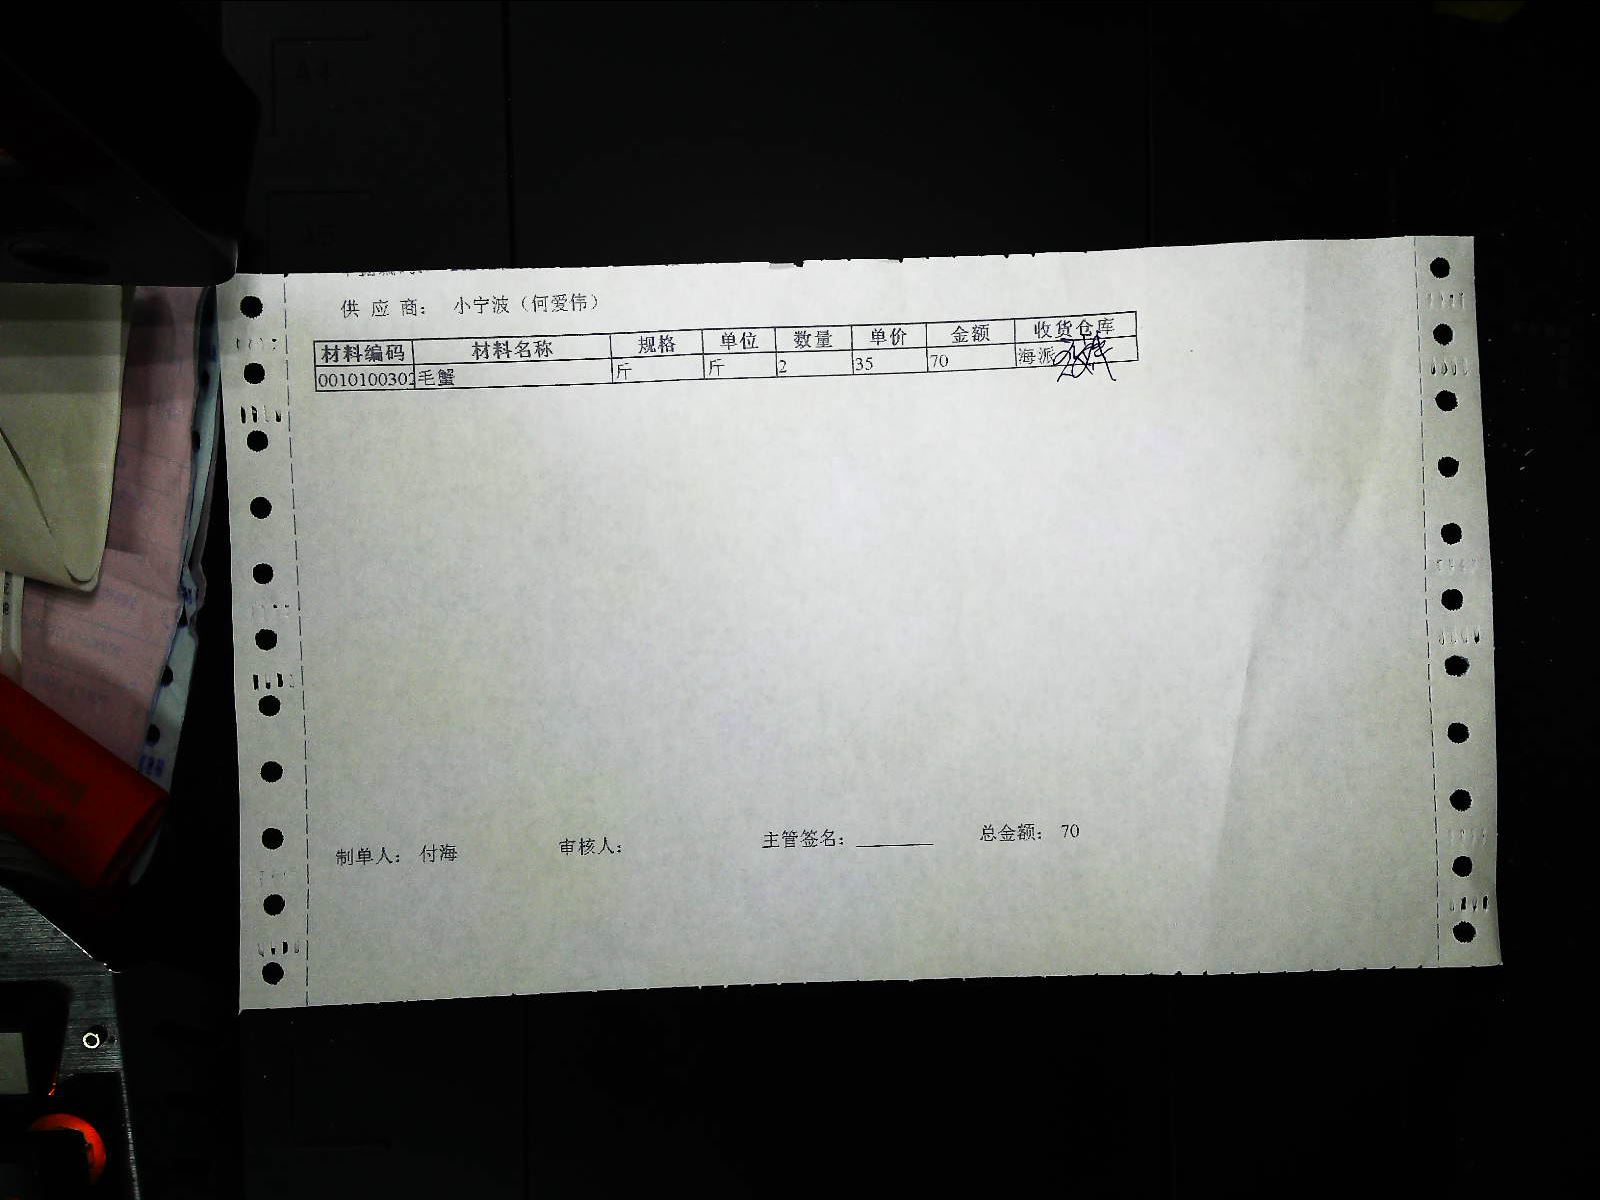 供 应 商： 小宁波（何爱伟）
材料编码 材料名称 规格 单位 数量 单价 金额 收货仓库
0010100302 毛蟹 斤 斤 2 35 70 海派
制单人： 付海 审核人： 主管签名： 总金额： 70